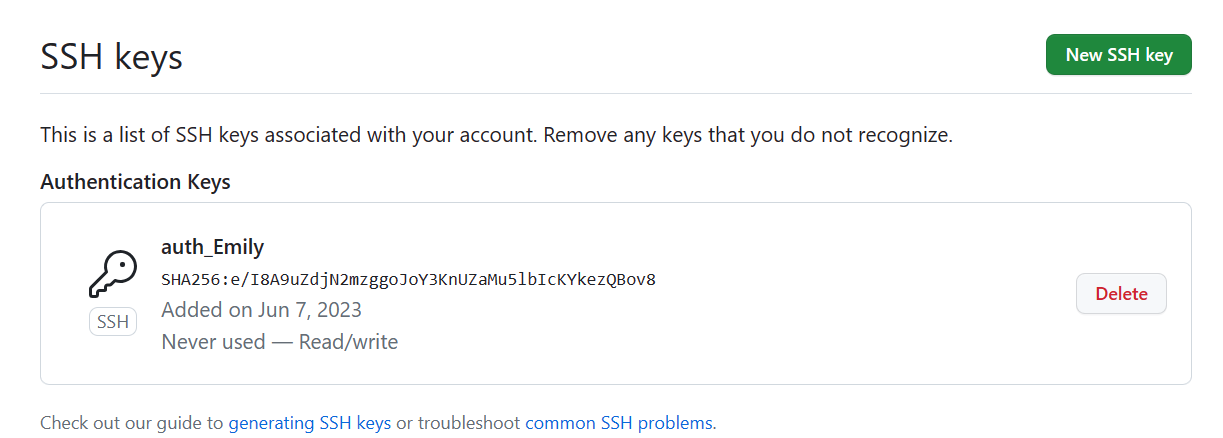 SSH keys
New SSH key
This is a list of SSH keys associated with your account. Remove any keys that you do not recognize.
Authentication Keys
auth_Emily
SHA256:e/I8A9uZdjN2mzggoJoY3KnUZaMu5lbIcKYkezQBov8
Added on Jun 7, 2023
Never used — Read/write
SSH
Delete
Check out our guide to generating SSH keys or troubleshoot common SSH problems.